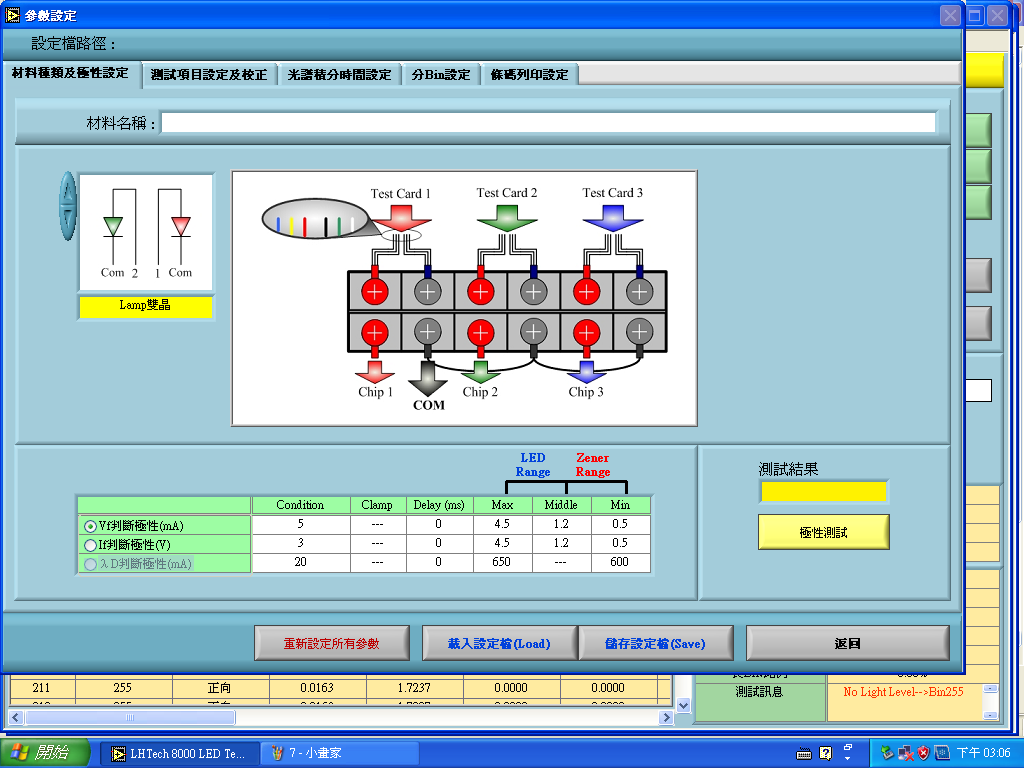 參數設定
設定檔路徑：
材料種類及極性設定 測試項目設定及校正 光譜積分時間設定 分Bin設定 條碼列印設定
材料名稱：
Com 2 1 Com
Lamp雙晶
Test Card 1 Test Card 2 Test Card 3
Chip 1 COM Chip 2 Chip 3
LED Range Zener Range
Condition Clamp Delay (ms) Max Middle Min
Vf判斷極性(mA) 5 --- 0 4.5 1.2 0.5
If判斷極性(V) 3 --- 0 4.5 1.2 0.5
λD判斷極性(mA) 20 --- 0 650 --- 600
測試結果
極性測試
重新設定所有參數 載入設定檔(Load) 儲存設定檔(Save) 返回
211 255 正向 0.0163 1.7237 0.0000 0.0000
測試訊息 No Light Level-->Bin255
開始 LHTech 8000 LED Te... 7 - 小畫家 下午 03:06